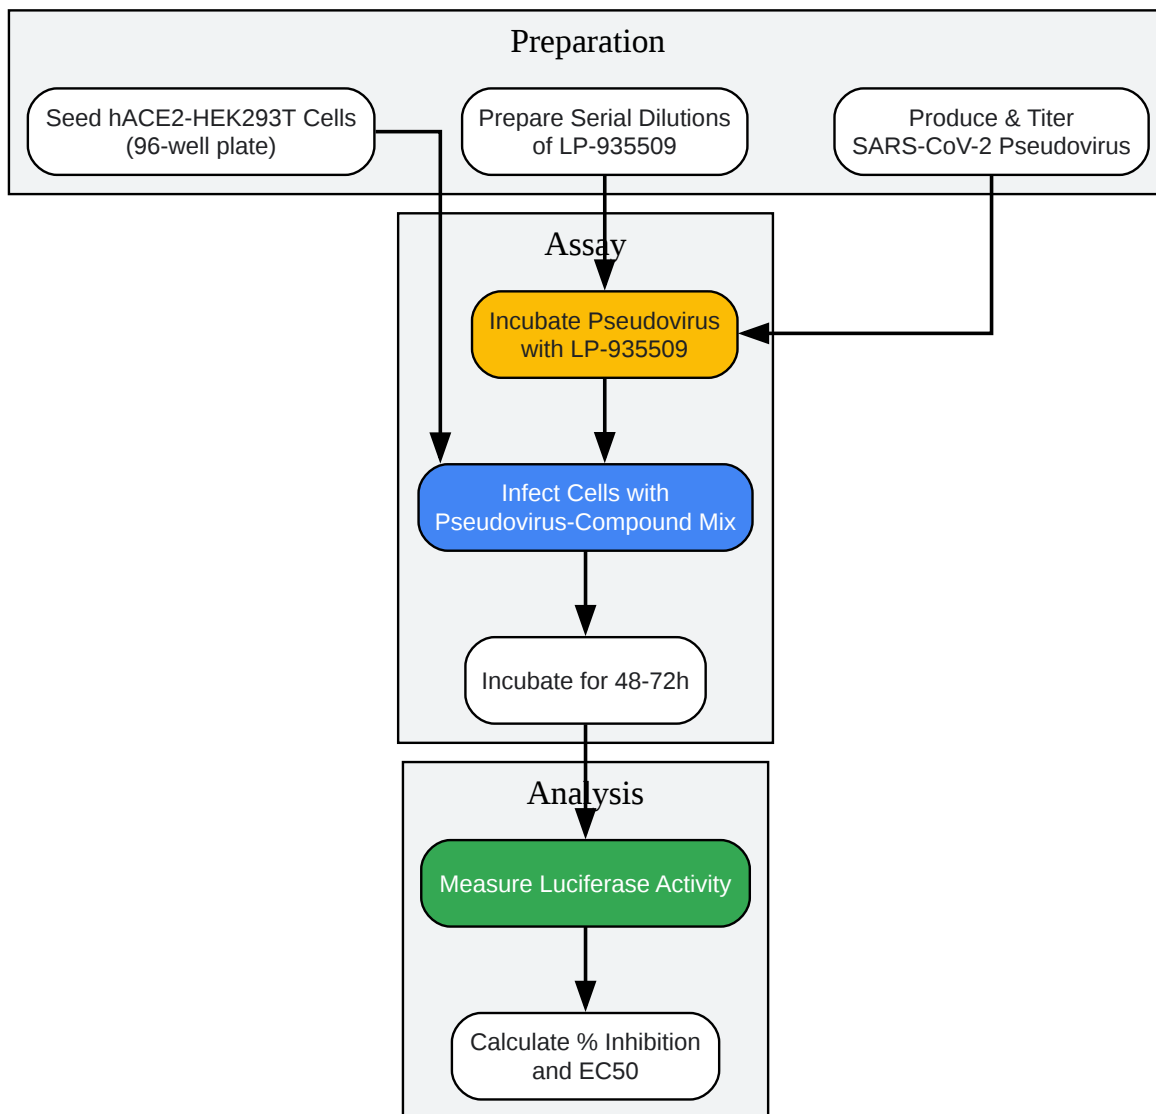 Preparation
Seed hACE2-HEK293T Cells
(96-well plate)
Prepare Serial Dilutions
of LP-935509
Produce & Titer
SARS-CoV-2 Pseudovirus
Assay
Incubate Pseudovirus
with LP-935509
Infect Cells with
Pseudovirus-Compound Mix
Incubate for 48-72h
Analysis
Measure Luciferase Activity
Calculate % Inhibition
and EC50